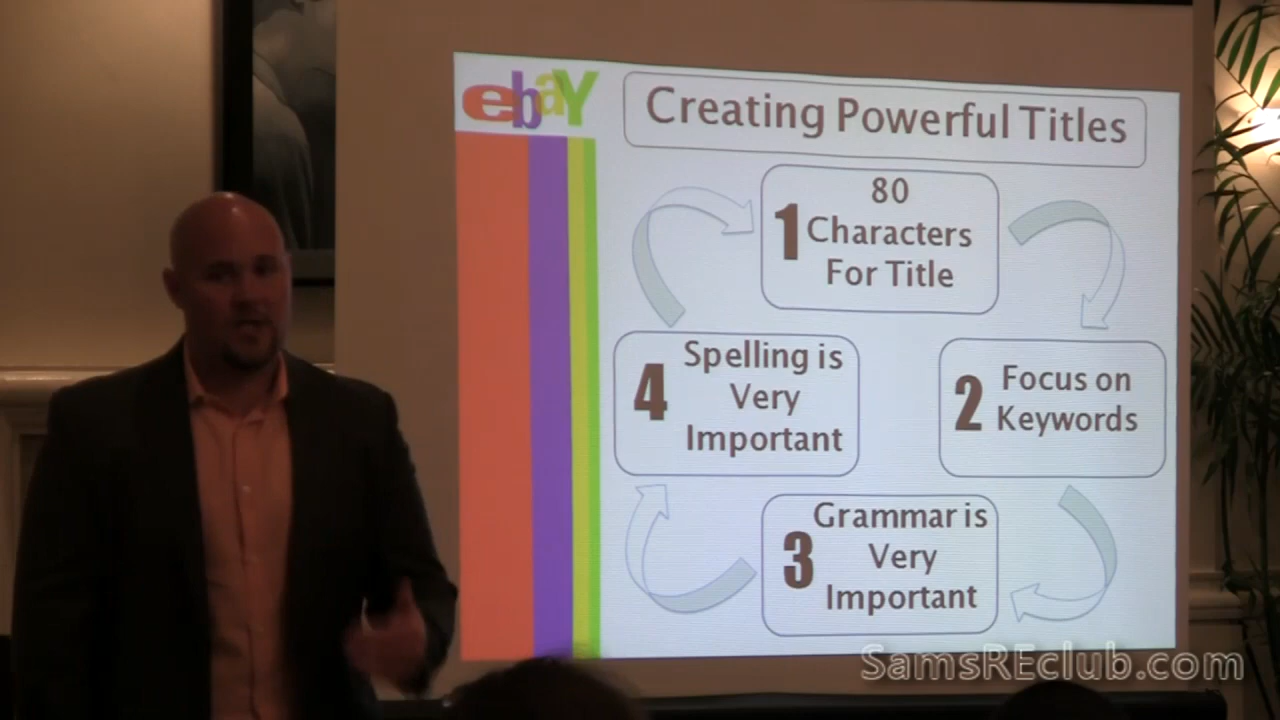 ebaY
Creating Powerful Titles
1
80
Characters
For Title
2
Focus on
Keywords
3
Grammar is
Very
Important
4
Spelling is
Very
Important
SamsREclub.com